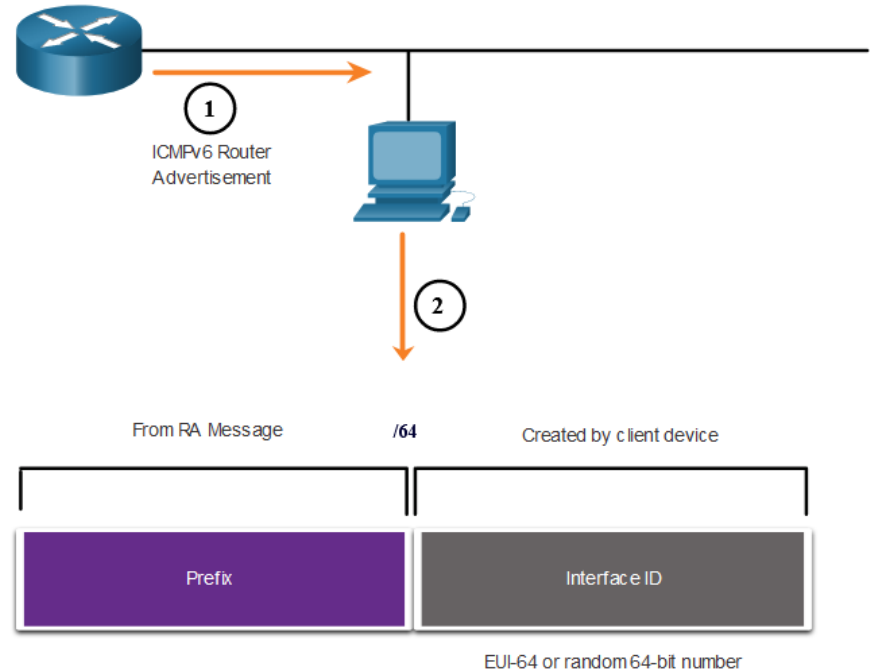 1
ICMPv6 Router
Advertisement
2
From RA Message
/64
Created by client device
Prefix
Interface ID
EUI-64 or random 64-bit number